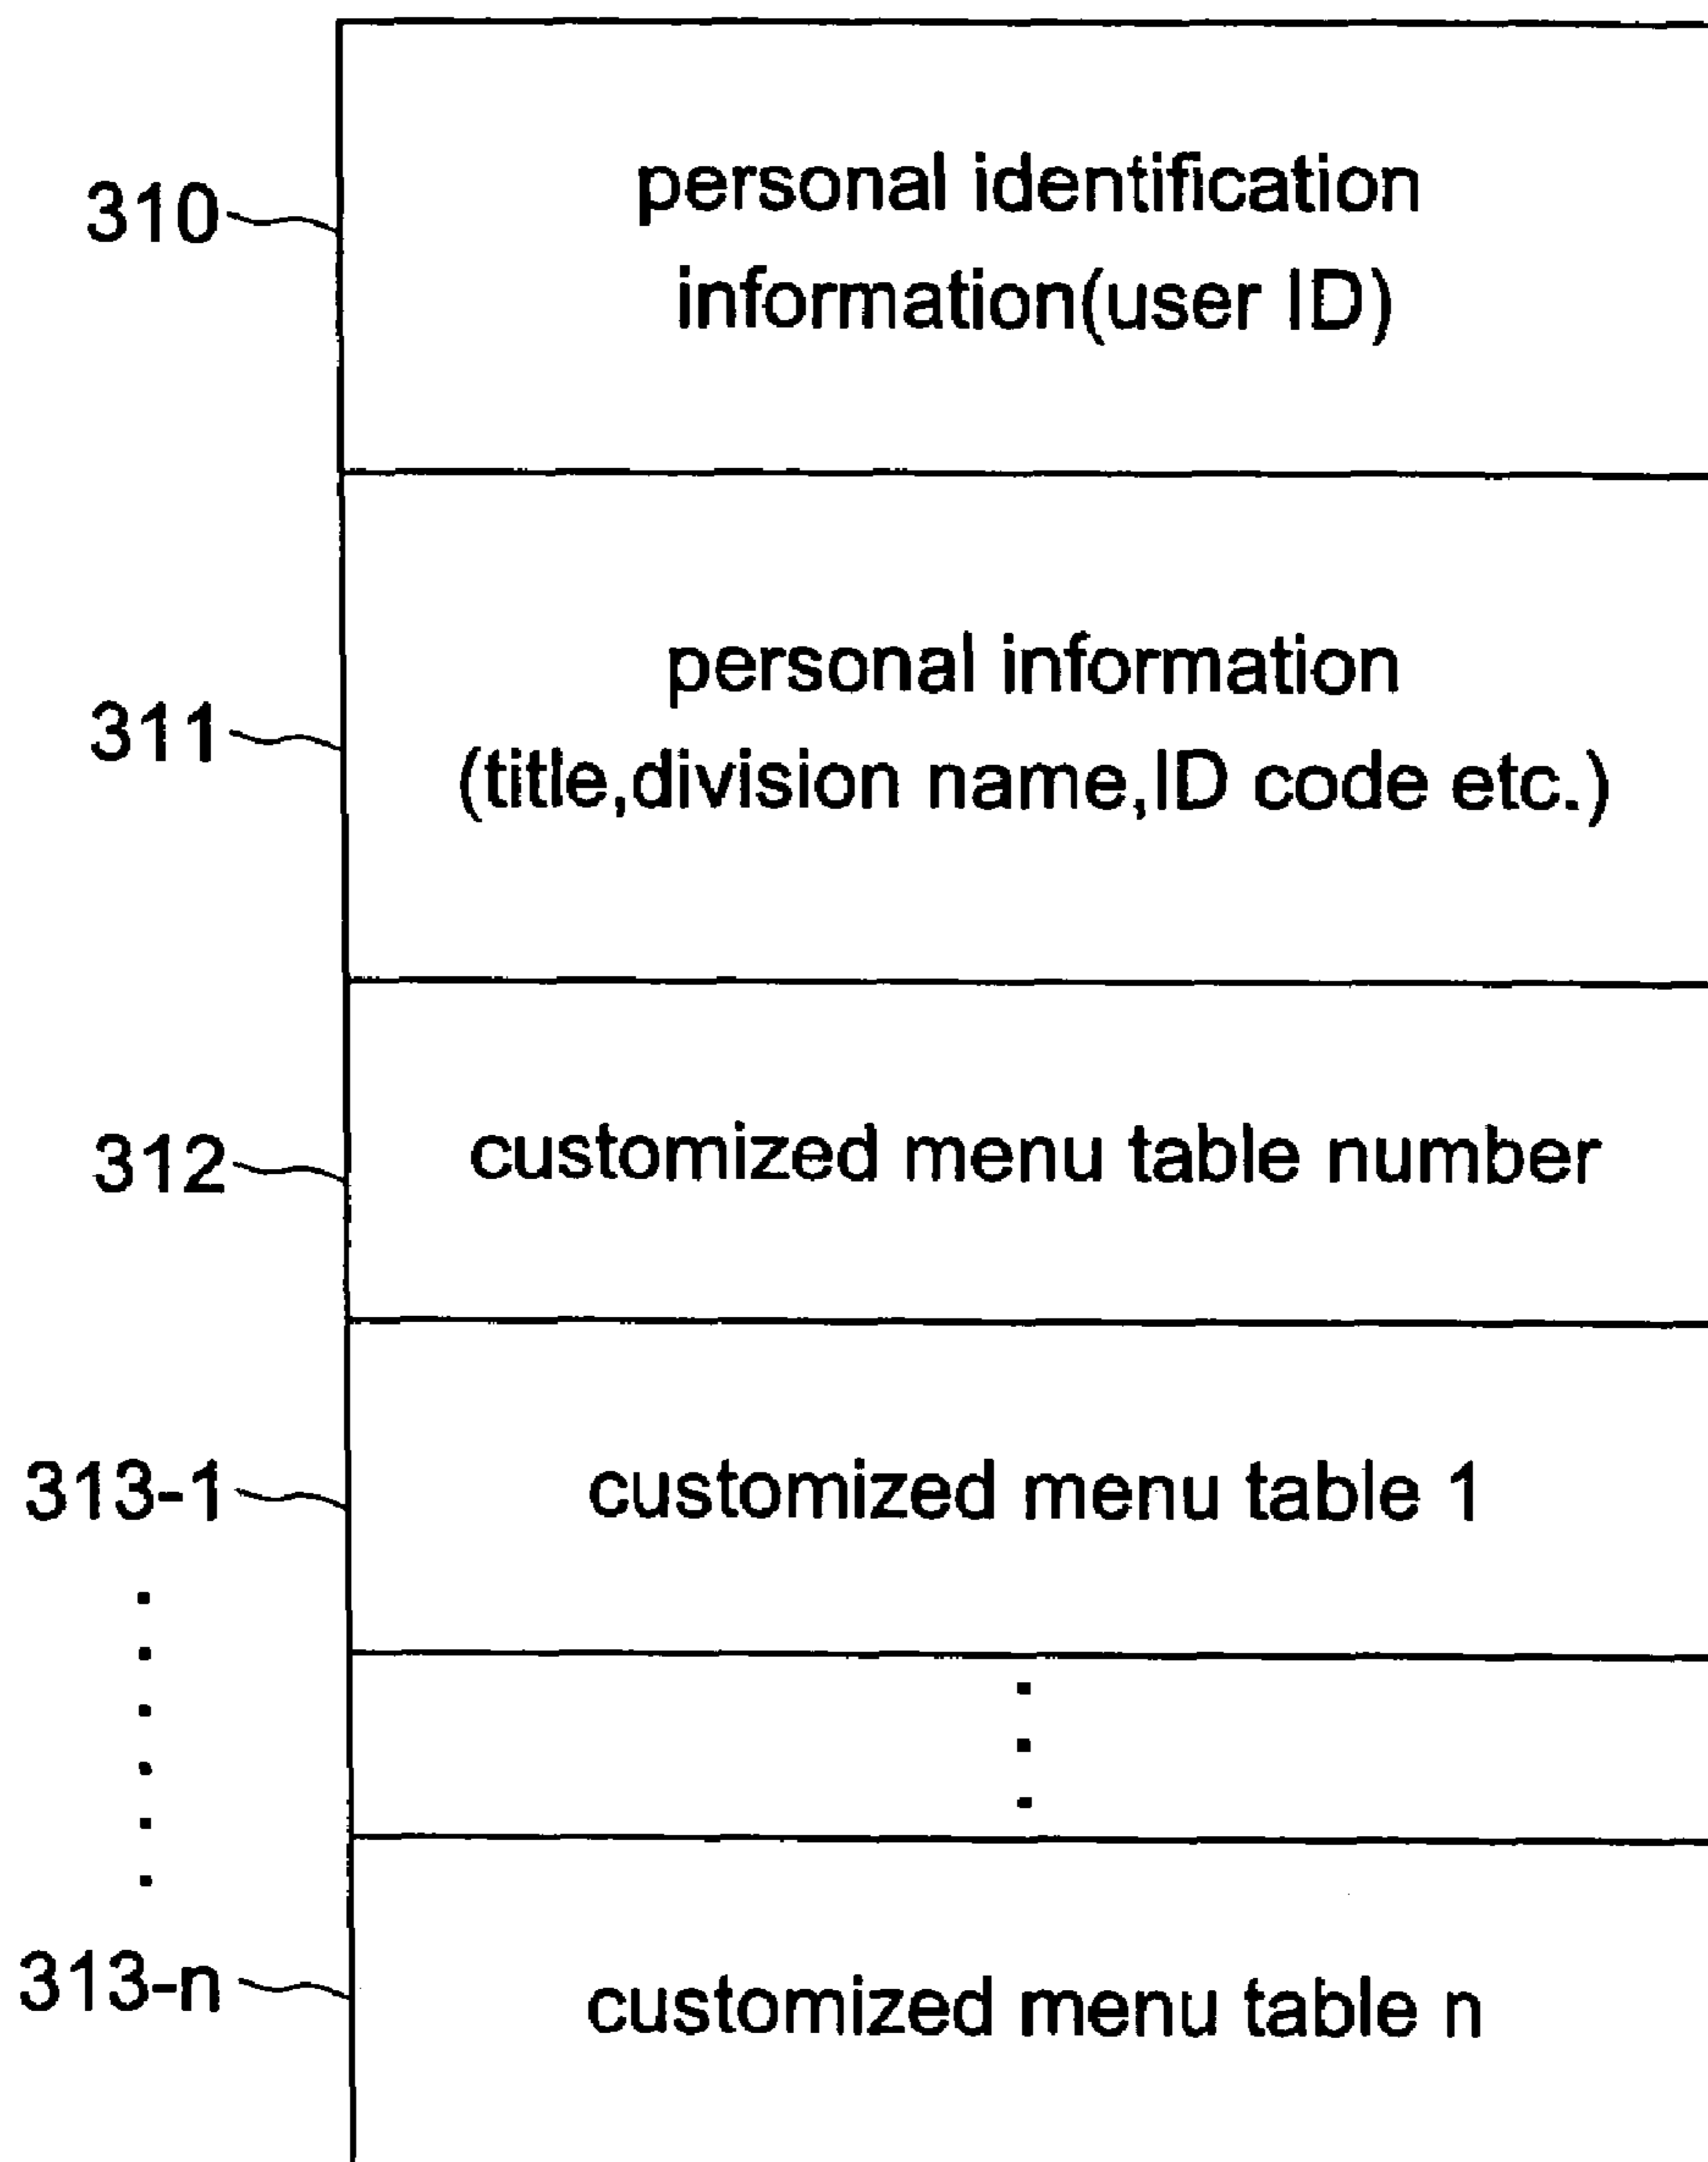 310
personal identification
information(user ID)
311
personal information
(title,division name,ID code etc.)
312
customized menu table number
313-1
customized menu table 1
313-n
customized menu table n